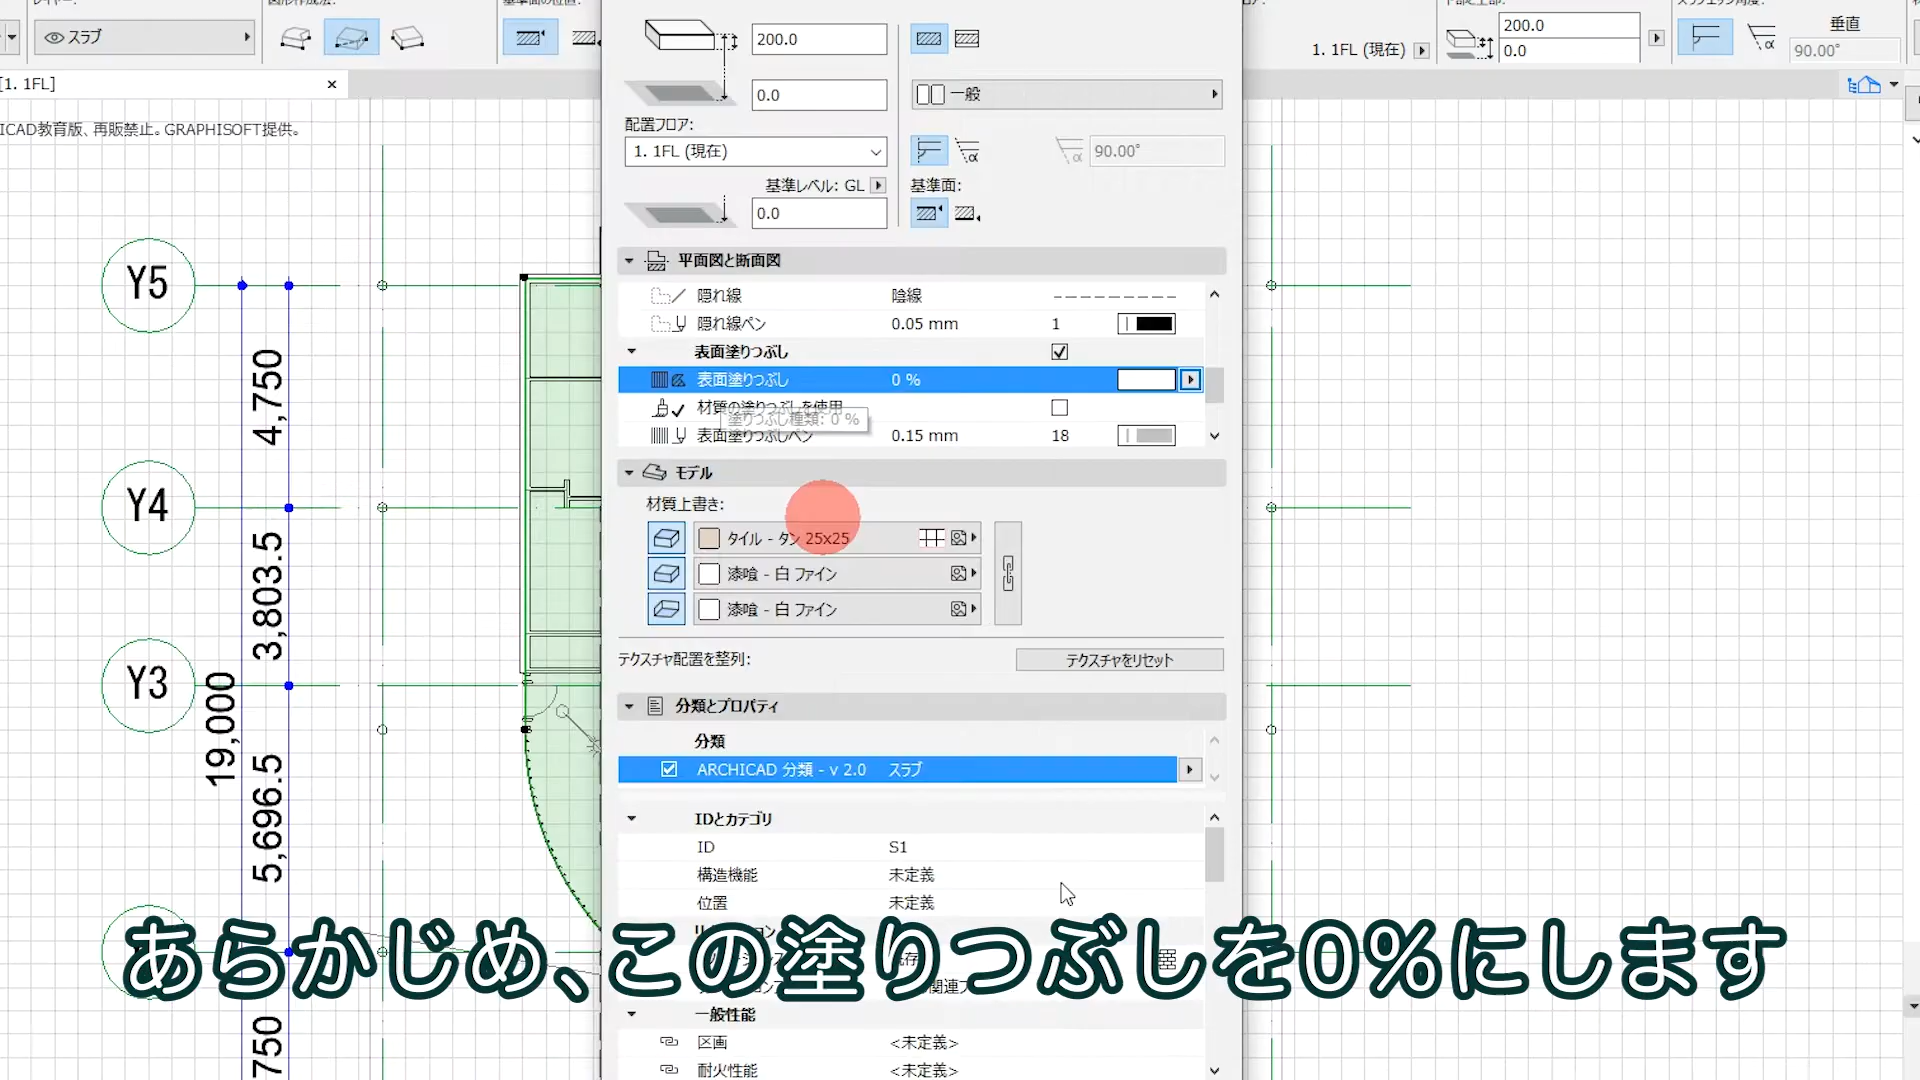 スラブ
1. 1FL (現在)
200.0
0.0
垂直
90.00°
[1. 1FL]
ICAD教育版、再販禁止。GRAPHISOFT提供。
200.0
0.0
一般
配置フロア:
1. 1FL (現在)
90.00°
基準レベル: GL
基準面:
0.0
平面図と断面図
隠れ線 陰線
隠れ線ペン 0.05 mm 1
表面塗りつぶし
表面塗りつぶし 0 %
材質の塗りつぶしを使用
塗りつぶし種類: 0 %
表面塗りつぶしペン 0.15 mm 18
モデル
材質上書き:
タイル - タン 25x25
漆喰 - 白 ファイン
漆喰 - 白 ファイン
テクスチャ配置を整列:
テクスチャをリセット
分類とプロパティ
分類
ARCHICAD 分類 - v 2.0 スラブ
IDとカテゴリ
ID S1
構造機能 未定義
位置 未定義
一般性能
区画 <未定義>
耐火性能 <未定義>
Y5
4,750
Y4
3,803.5
Y3
19,000
5,696.5
750
あらかじめ、この塗りつぶしを0%にします